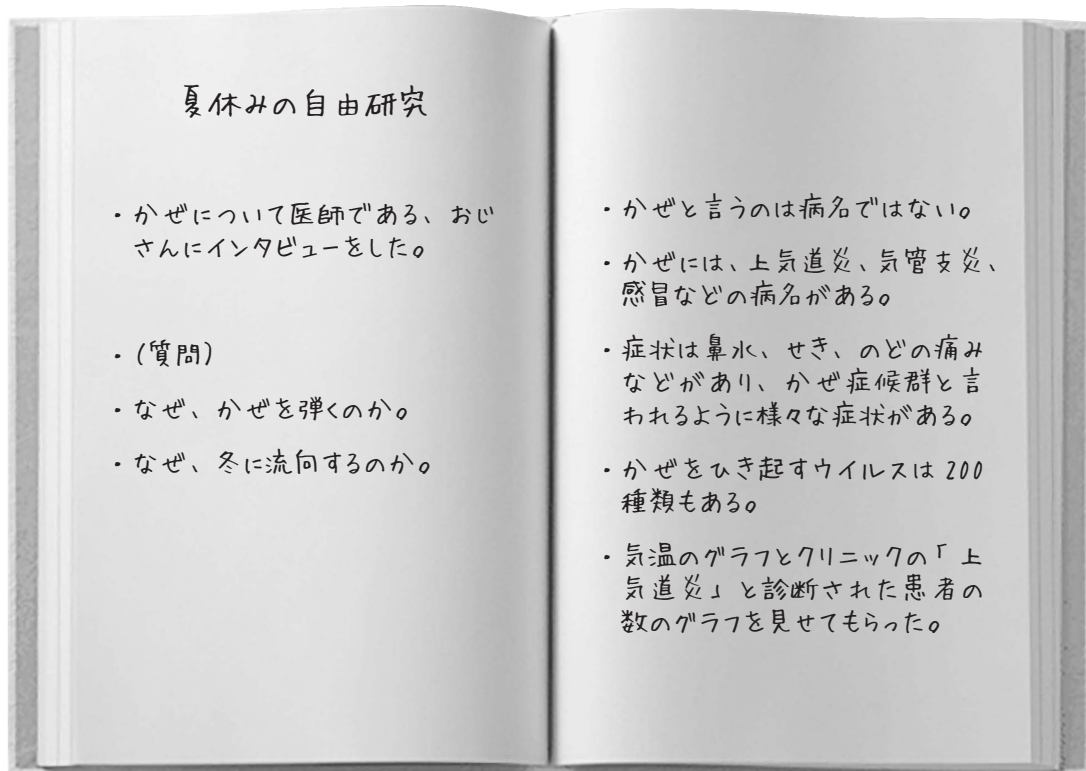 夏休みの自由研究
・かぜについて医師である、おじ
さんにインタビューをした。
・(質問)
・なぜ、かぜを弾くのか。
・なぜ、冬に流向するのか。
・かぜと言うのは病名ではない。
・かぜには、上気道炎、気管支炎、
感冒などの病名がある。
・症状は鼻水、せき、のどの痛み
などがあり、かぜ症候群と言
われるように様々な症状がある。
・かぜをひき起すウイルスは200
種類もある。
・気温のグラフとクリニックの「上
気道炎」と診断された患者の
数のグラフを見せてもらった。